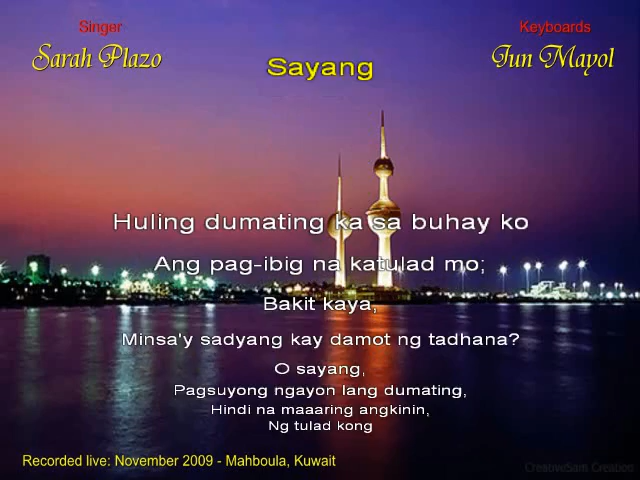 Singer
Sarah Plazo
Keyboards
Jun Mayol
Sayang
Huling dumating ka sa buhay ko
Ang pag-ibig na katulad mo;
Bakit kaya,
Minsa'y sadyang kay damot ng tadhana?
O sayang,
Pagsuyong ngayon lang dumating,
Hindi na maaaring angkinin,
Ng tulad kong
Recorded live: November 2009 - Mahboula, Kuwait
CreativeSam Creation